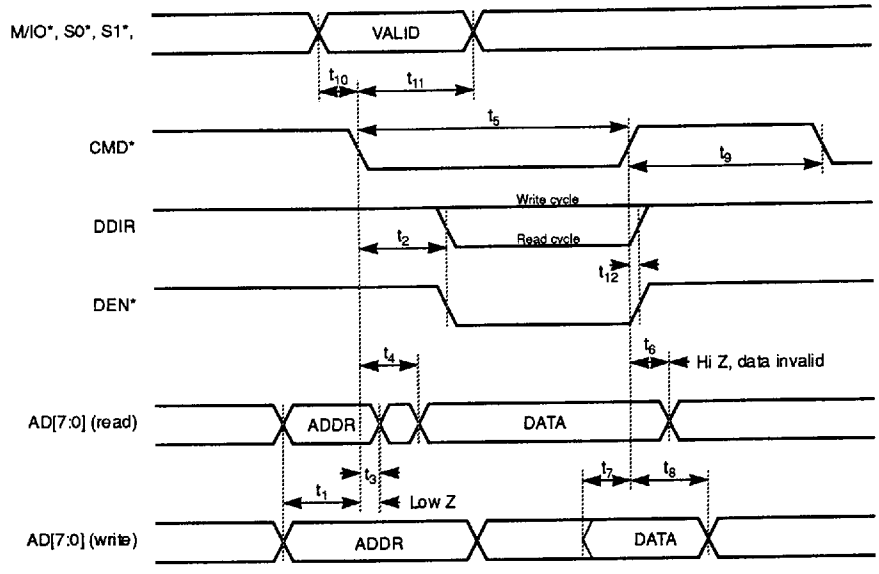 M/IO*, S0*, S1*,
VALID
t10
t11
CMD*
t5
t9
DDIR
Write cycle
Read cycle
t2
t12
DEN*
t4
t6
Hi Z, data invalid
AD[7:0] (read)
ADDR
DATA
t1
t3
Low Z
t7
t8
AD[7:0] (write)
ADDR
DATA